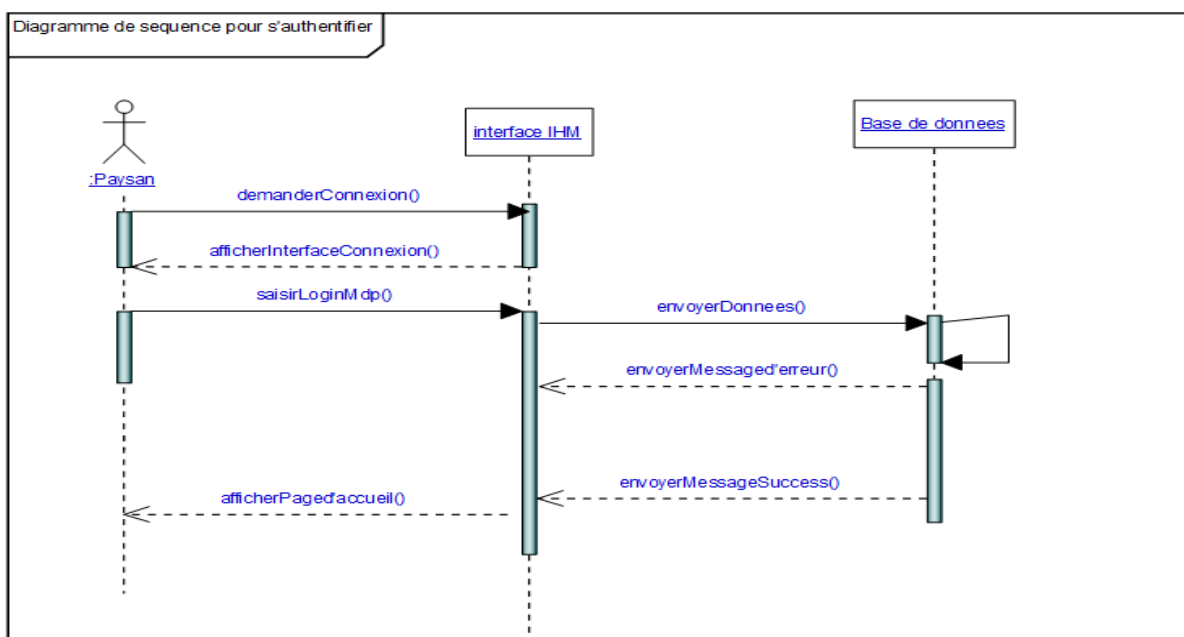 Diagramme de sequence pour s'authentifier
interface IHM
Base de donnees
:Paysan
demanderConnexion()
afficherInterfaceConnexion()
saisirLoginMdp()
envoyerDonnees()
envoyerMessaged'erreur()
envoyerMessageSuccess()
afficherPaged'accueil()